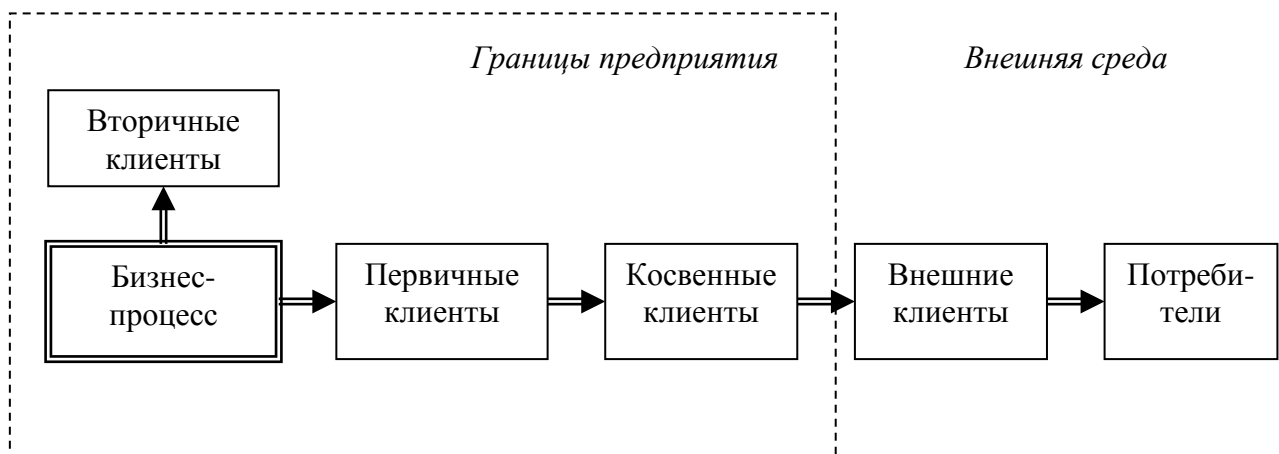 Границы предприятия
Внешняя среда
Вторичные
клиенты
Бизнес-
процесс
Первичные
клиенты
Косвенные
клиенты
Внешние
клиенты
Потреби-
тели